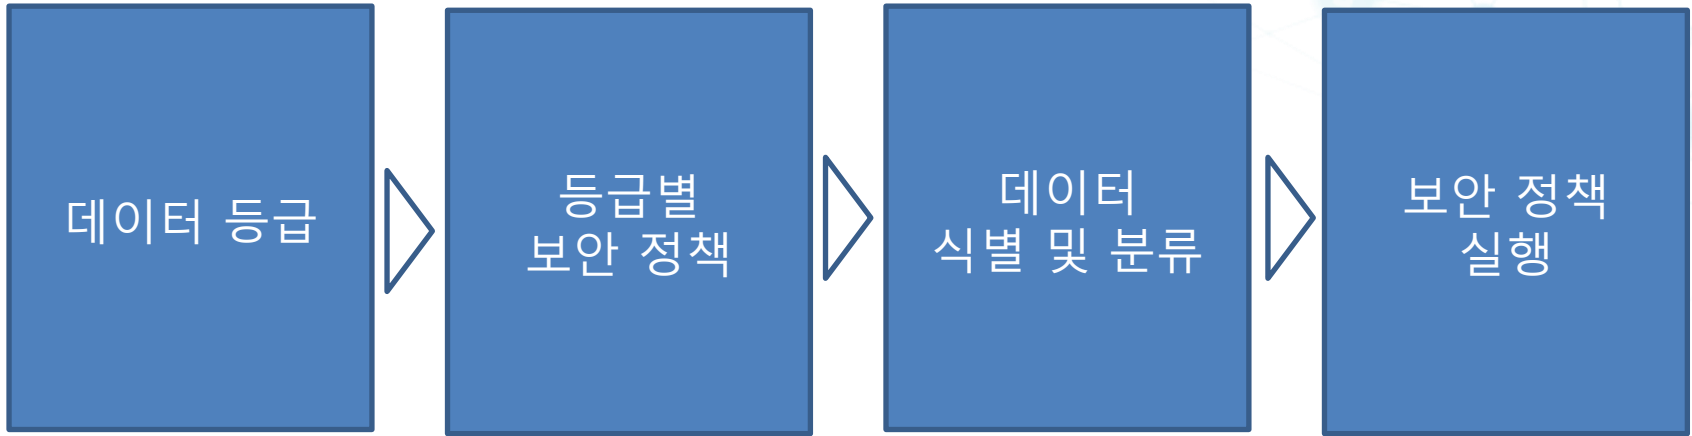 데이터 등급
등급별
보안 정책
데이터
식별 및 분류
보안 정책
실행